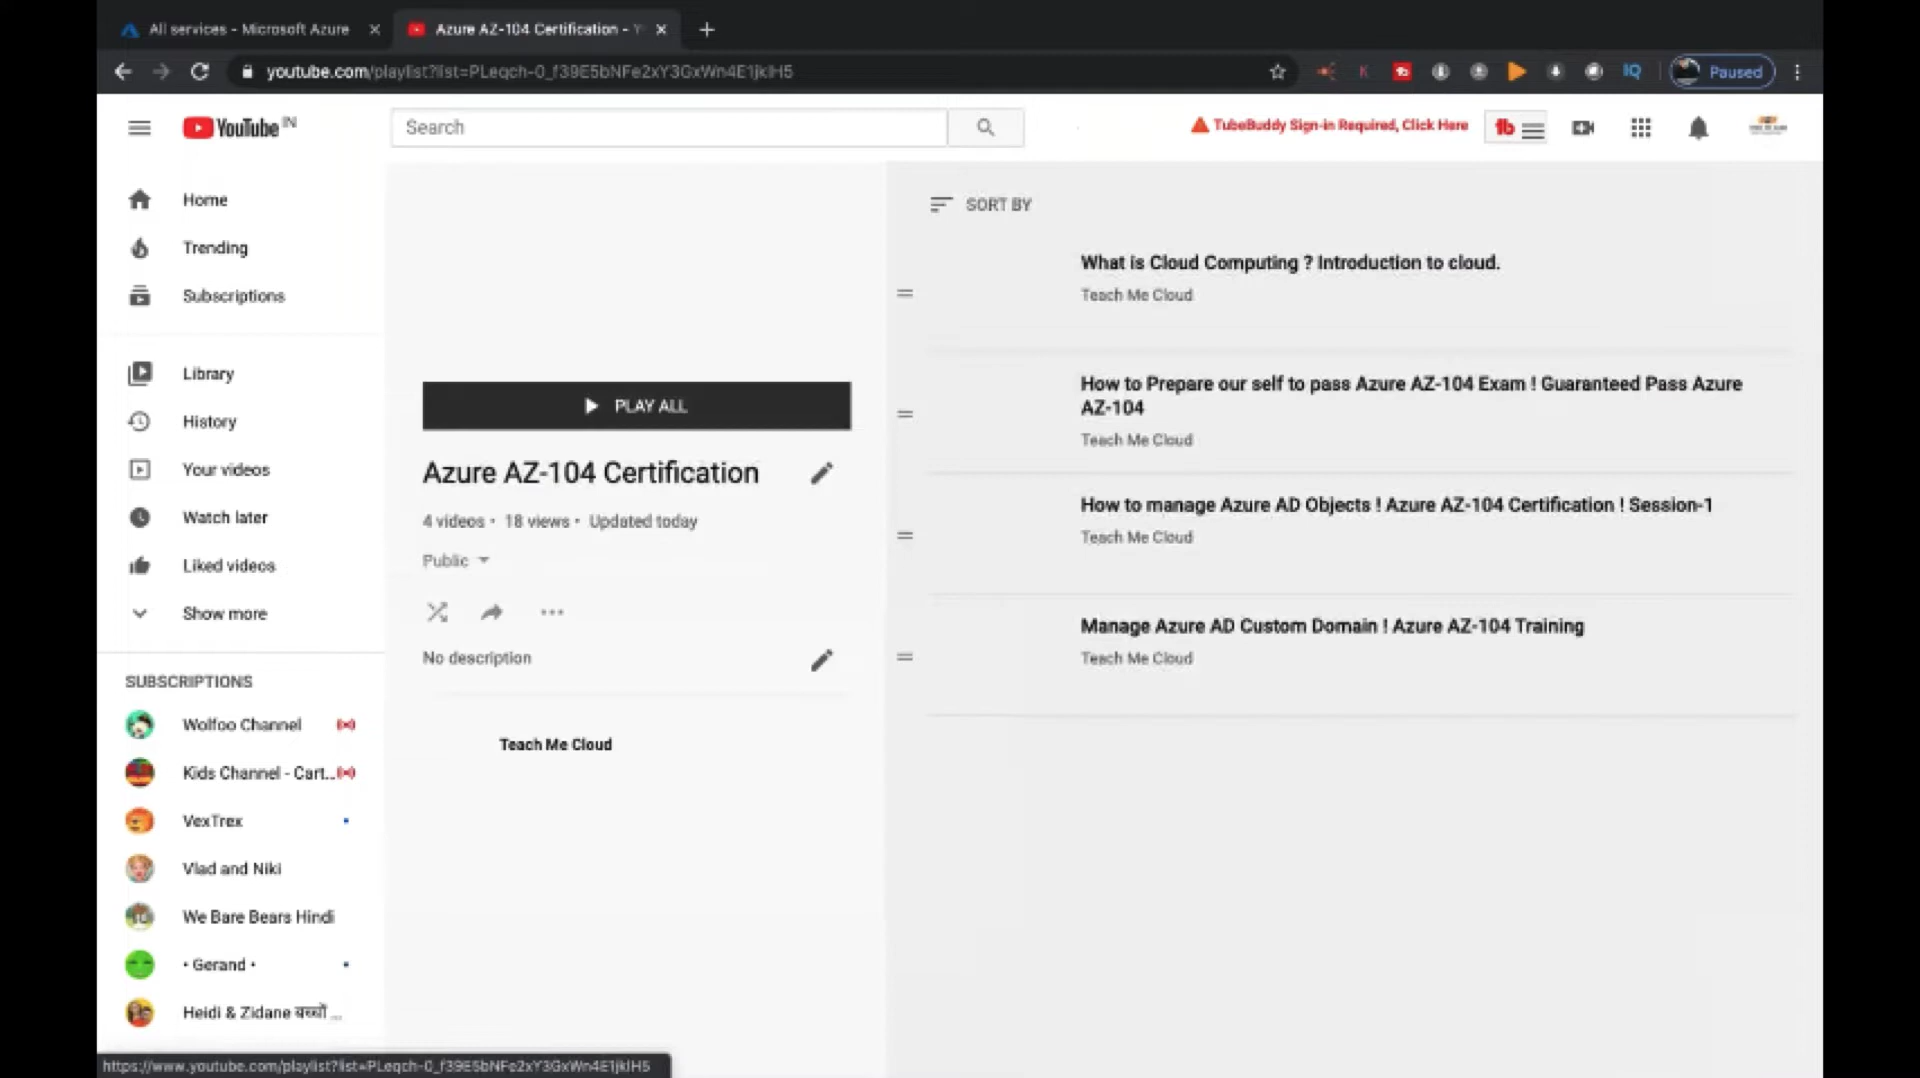 All services - Microsoft Azure
Azure AZ-104 Certification - Y
youtube.com/playlist?list=PLeqch-0_f39E5bNFe2xY3GxWn4E1jkIH5
Paused
YouTube IN
Search
TubeBuddy Sign-in Required, Click Here
Home
Trending
Subscriptions
Library
History
Your videos
Watch later
Liked videos
Show more
SUBSCRIPTIONS
Wolfoo Channel
Kids Channel - Cart...
VexTrex
Vlad and Niki
We Bare Bears Hindi
• Gerand •
Heidi & Zidane बच्चों ...
PLAY ALL
Azure AZ-104 Certification
4 videos • 18 views • Updated today
Public
No description
Teach Me Cloud
SORT BY
What is Cloud Computing ? Introduction to cloud.
Teach Me Cloud
How to Prepare our self to pass Azure AZ-104 Exam ! Guaranteed Pass Azure
AZ-104
Teach Me Cloud
How to manage Azure AD Objects ! Azure AZ-104 Certification ! Session-1
Teach Me Cloud
Manage Azure AD Custom Domain ! Azure AZ-104 Training
Teach Me Cloud
https://www.youtube.com/playlist?list=PLeqch-0_f39E5bNFe2xY3GxWn4E1jkIH5